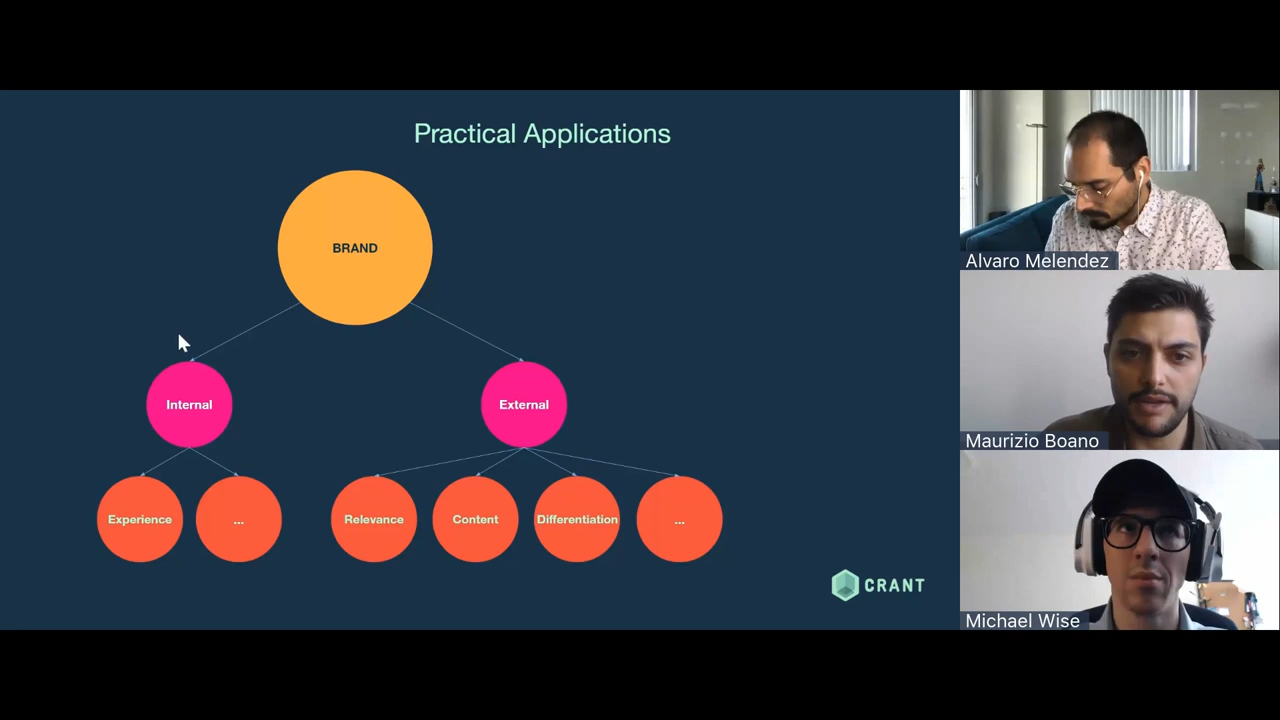 Practical Applications
BRAND
Internal
External
Experience
...
Relevance
Content
Differentiation
...
CRANT
Alvaro Melendez
Maurizio Boano
Michael Wise